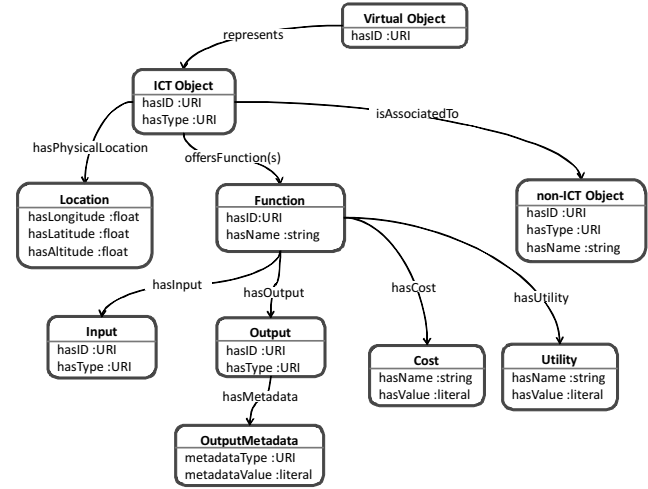 Virtual Object
hasID :URI
represents
ICT Object
hasID :URI
hasType :URI
isAssociatedTo
hasPhysicalLocation
offersFunction(s)
Location
hasLongitude :float
hasLatitude :float
hasAltitude :float
Function
hasID:URI
hasName :string
non-ICT Object
hasID :URI
hasType :URI
hasName :string
hasInput
hasOutput
hasCost
hasUtility
Input
hasID :URI
hasType :URI
Output
hasID :URI
hasType :URI
Cost
hasName :string
hasValue :literal
Utility
hasName :string
hasValue :literal
hasMetadata
OutputMetadata
metadataType :URI
metadataValue :literal